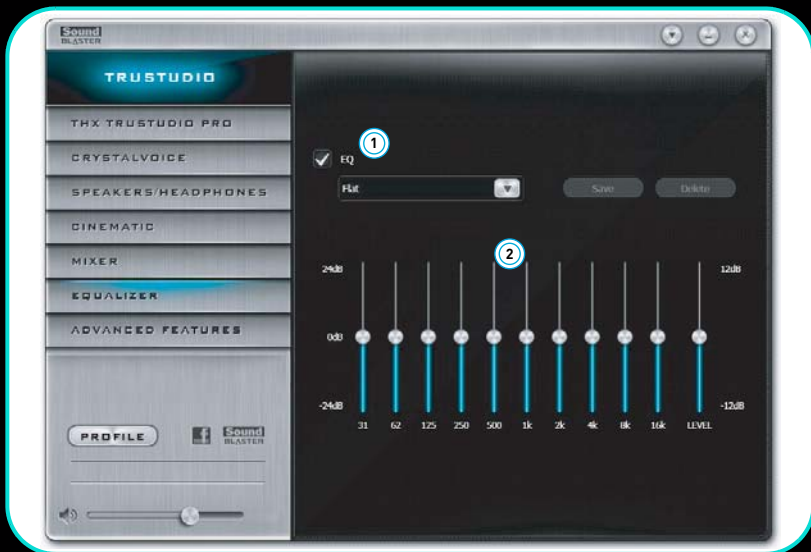 Sound
BLASTER
TRUSTUDIO
THX TRUSTUDIO PRO
CRYSTALVOICE
SPEAKERS/HEADPHONES
CINEMATIC
MIXER
EQUALIZER
ADVANCED FEATURES
PROFILE
f
Sound
BLASTER
1
EQ
Flat
Save
Delete
2
24dB
12dB
0dB
-24dB
-12dB
31 62 125 250 500 1k 2k 4k 8k 16k LEVEL